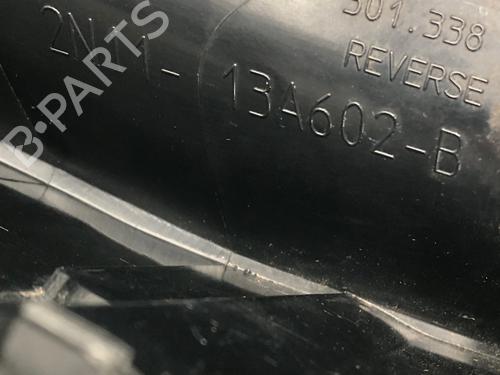 301.338
REVERSE
2N11- 13A602-B
B-PARTS